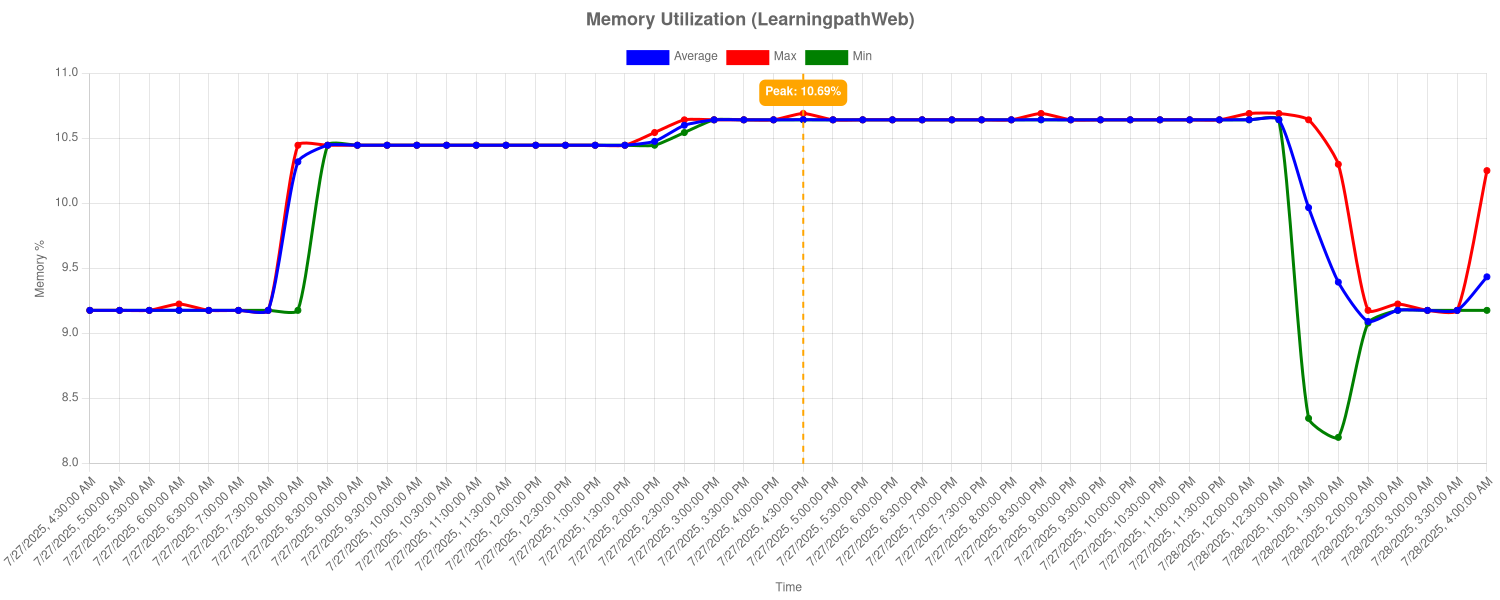 Memory Utilization (LearningpathWeb)
Average Max Min
Peak: 10.69%
Memory %
11.0
10.5
10.0
9.5
9.0
8.5
8.0
7/27/2025, 4:30:00 AM
7/27/2025, 5:00:00 AM
7/27/2025, 5:30:00 AM
7/27/2025, 6:00:00 AM
7/27/2025, 6:30:00 AM
7/27/2025, 7:00:00 AM
7/27/2025, 7:30:00 AM
7/27/2025, 8:00:00 AM
7/27/2025, 8:30:00 AM
7/27/2025, 9:00:00 AM
7/27/2025, 9:30:00 AM
7/27/2025, 10:00:00 AM
7/27/2025, 10:30:00 AM
7/27/2025, 11:00:00 AM
7/27/2025, 11:30:00 AM
7/27/2025, 12:00:00 PM
7/27/2025, 12:30:00 PM
7/27/2025, 1:00:00 PM
7/27/2025, 1:30:00 PM
7/27/2025, 2:00:00 PM
7/27/2025, 2:30:00 PM
7/27/2025, 3:00:00 PM
7/27/2025, 3:30:00 PM
7/27/2025, 4:00:00 PM
7/27/2025, 4:30:00 PM
7/27/2025, 5:00:00 PM
7/27/2025, 5:30:00 PM
7/27/2025, 6:00:00 PM
7/27/2025, 6:30:00 PM
7/27/2025, 7:00:00 PM
7/27/2025, 7:30:00 PM
7/27/2025, 8:00:00 PM
7/27/2025, 8:30:00 PM
7/27/2025, 9:00:00 PM
7/27/2025, 9:30:00 PM
7/27/2025, 10:00:00 PM
7/27/2025, 10:30:00 PM
7/27/2025, 11:00:00 PM
7/27/2025, 11:30:00 PM
7/28/2025, 12:00:00 AM
7/28/2025, 12:30:00 AM
7/28/2025, 1:00:00 AM
7/28/2025, 1:30:00 AM
7/28/2025, 2:00:00 AM
7/28/2025, 2:30:00 AM
7/28/2025, 3:00:00 AM
7/28/2025, 3:30:00 AM
7/28/2025, 4:00:00 AM
Time